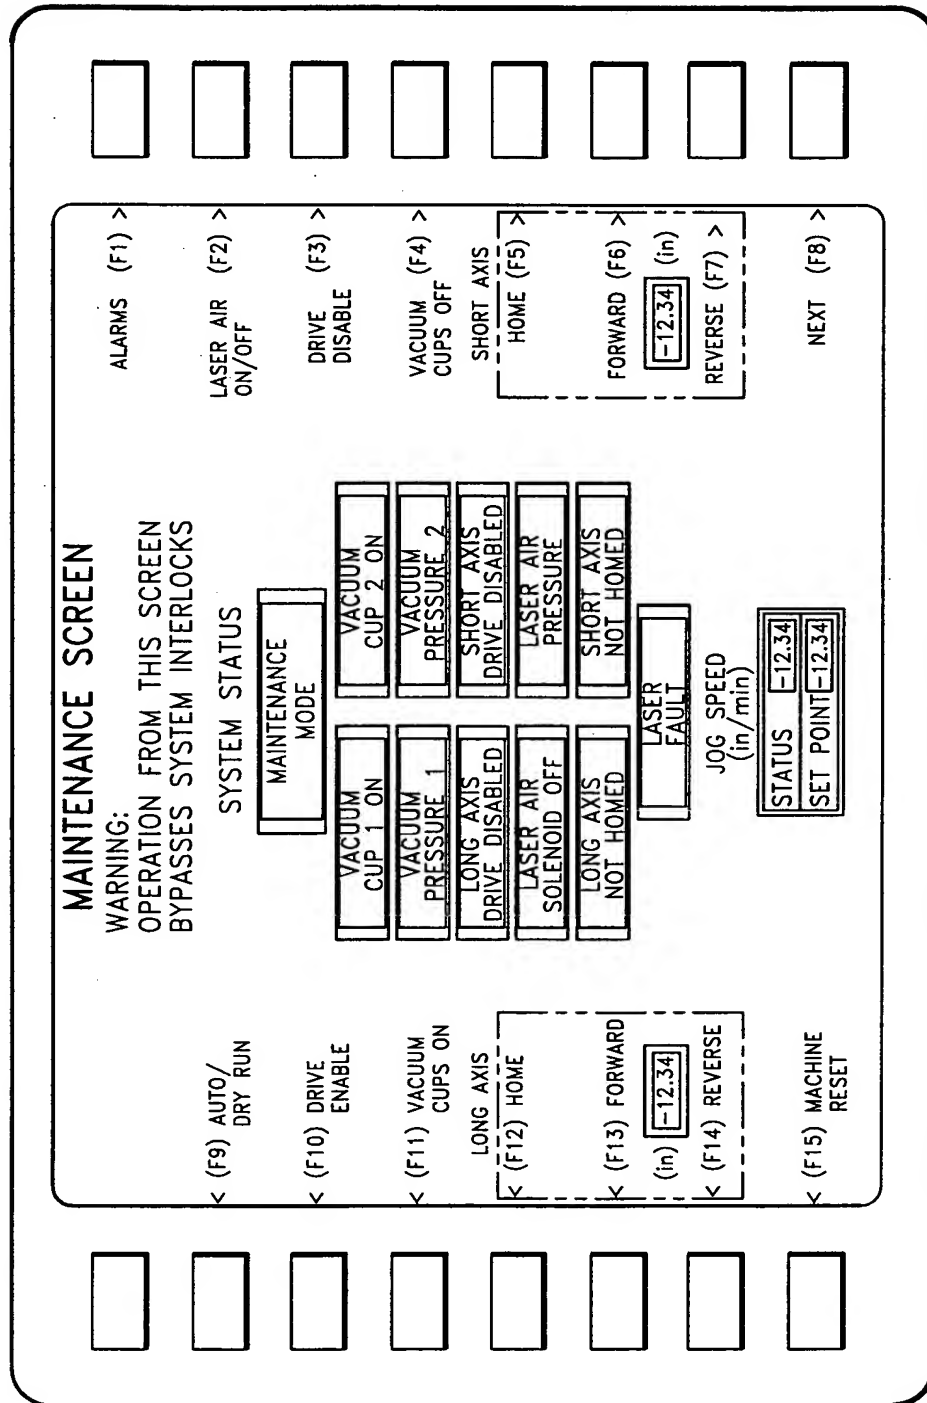 MAINTENANCE SCREEN
WARNING:
OPERATION FROM THIS SCREEN
BYPASSES SYSTEM INTERLOCKS
SYSTEM STATUS
MAINTENANCE
MODE
VACUUM
CUP 1 ON
VACUUM
CUP 2 ON
VACUUM
PRESSURE 1
VACUUM
PRESSURE 2
LONG AXIS
DRIVE DISABLED
SHORT AXIS
DRIVE DISABLED
LASER AIR
SOLENOID OFF
LASER AIR
PRESSURE
LONG AXIS
NOT HOMED
SHORT AXIS
NOT HOMED
LASER
FAULT
JOG SPEED
(in/min)
STATUS -12.34
SET POINT -12.34
< (F9) AUTO/
DRY RUN
< (F10) DRIVE
ENABLE
< (F11) VACUUM
CUPS ON
LONG AXIS
< (F12) HOME
< (F13) FORWARD
(in) -12.34
< (F14) REVERSE
< (F15) MACHINE
RESET
ALARMS (F1) >
LASER AIR (F2) >
ON/OFF
DRIVE (F3) >
DISABLE
VACUUM (F4) >
CUPS OFF
SHORT AXIS
HOME (F5) >
FORWARD (F6) >
-12.34 (in)
REVERSE (F7) >
NEXT (F8) >